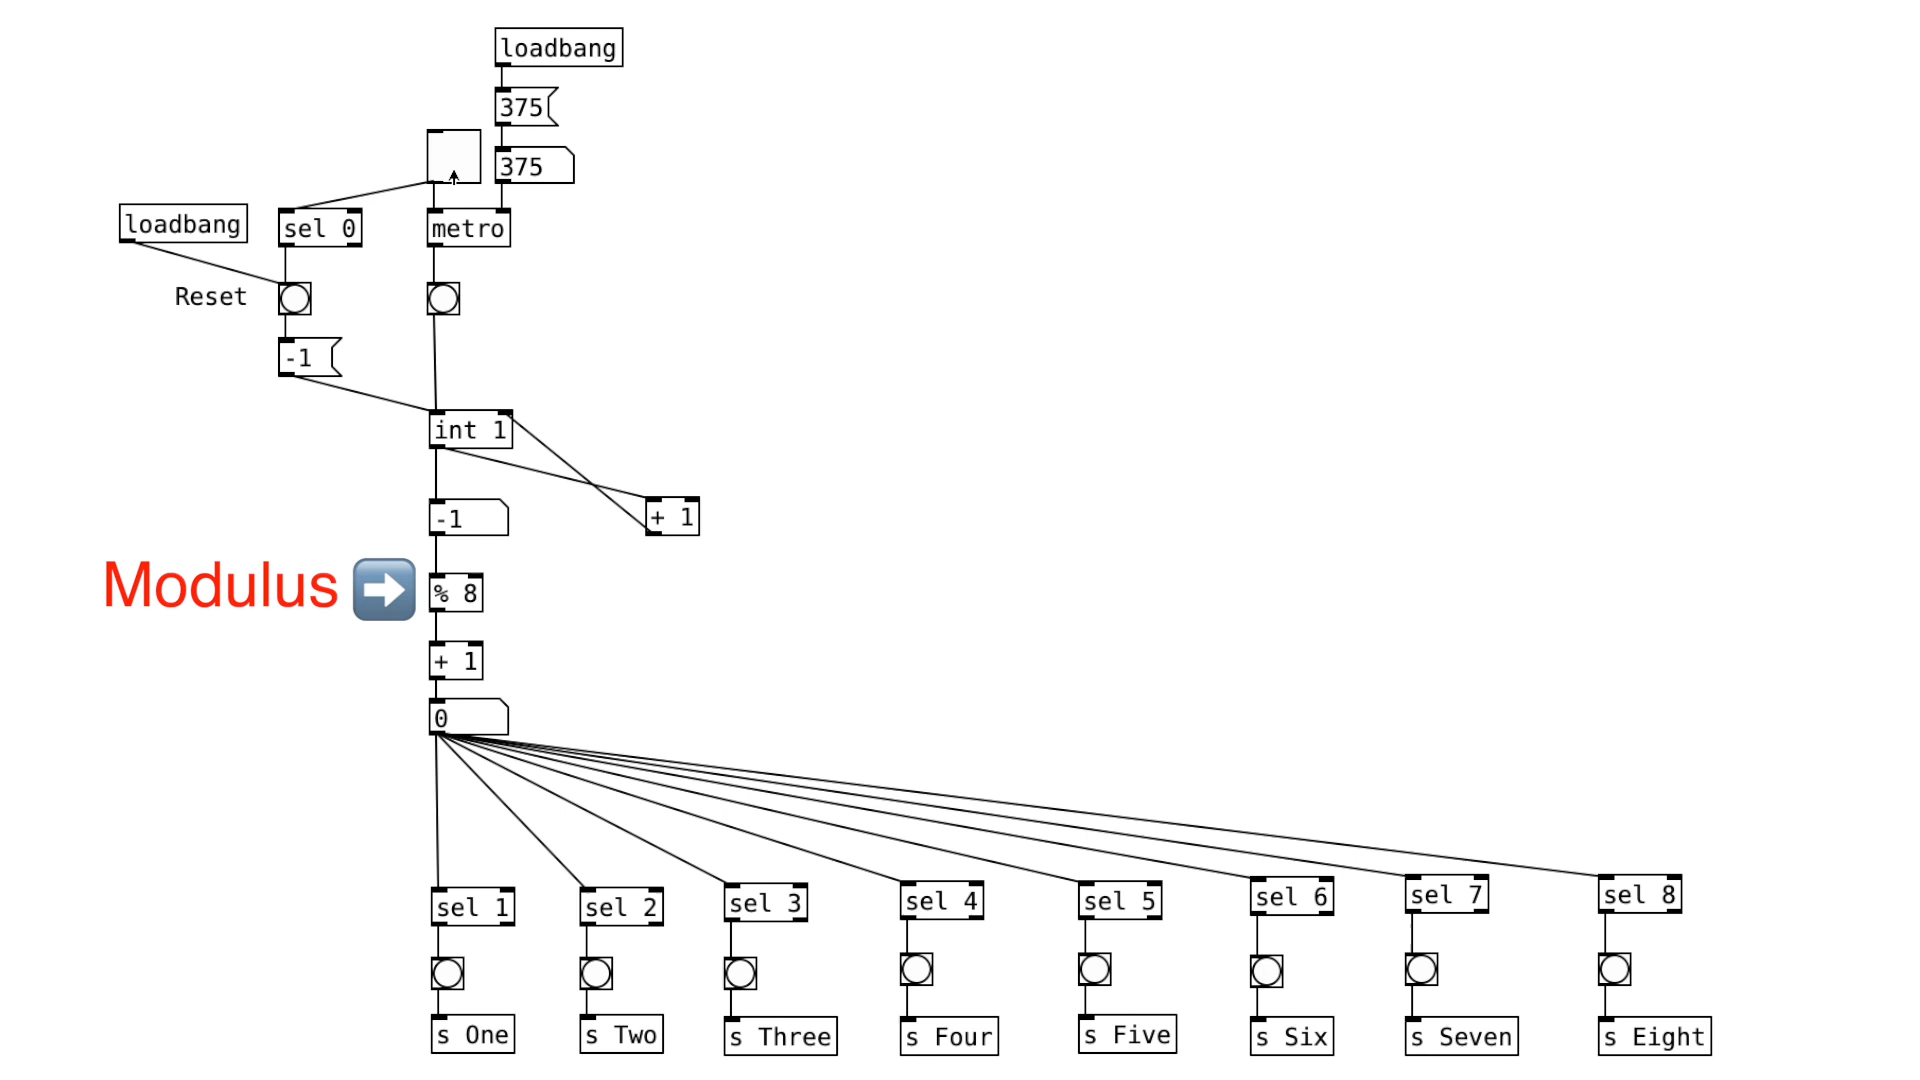 loadbang
375
375
loadbang
sel 0
metro
Reset
-1
int 1
-1
+ 1
Modulus
% 8
+ 1
0
sel 1
sel 2
sel 3
sel 4
sel 5
sel 6
sel 7
sel 8
s One
s Two
s Three
s Four
s Five
s Six
s Seven
s Eight